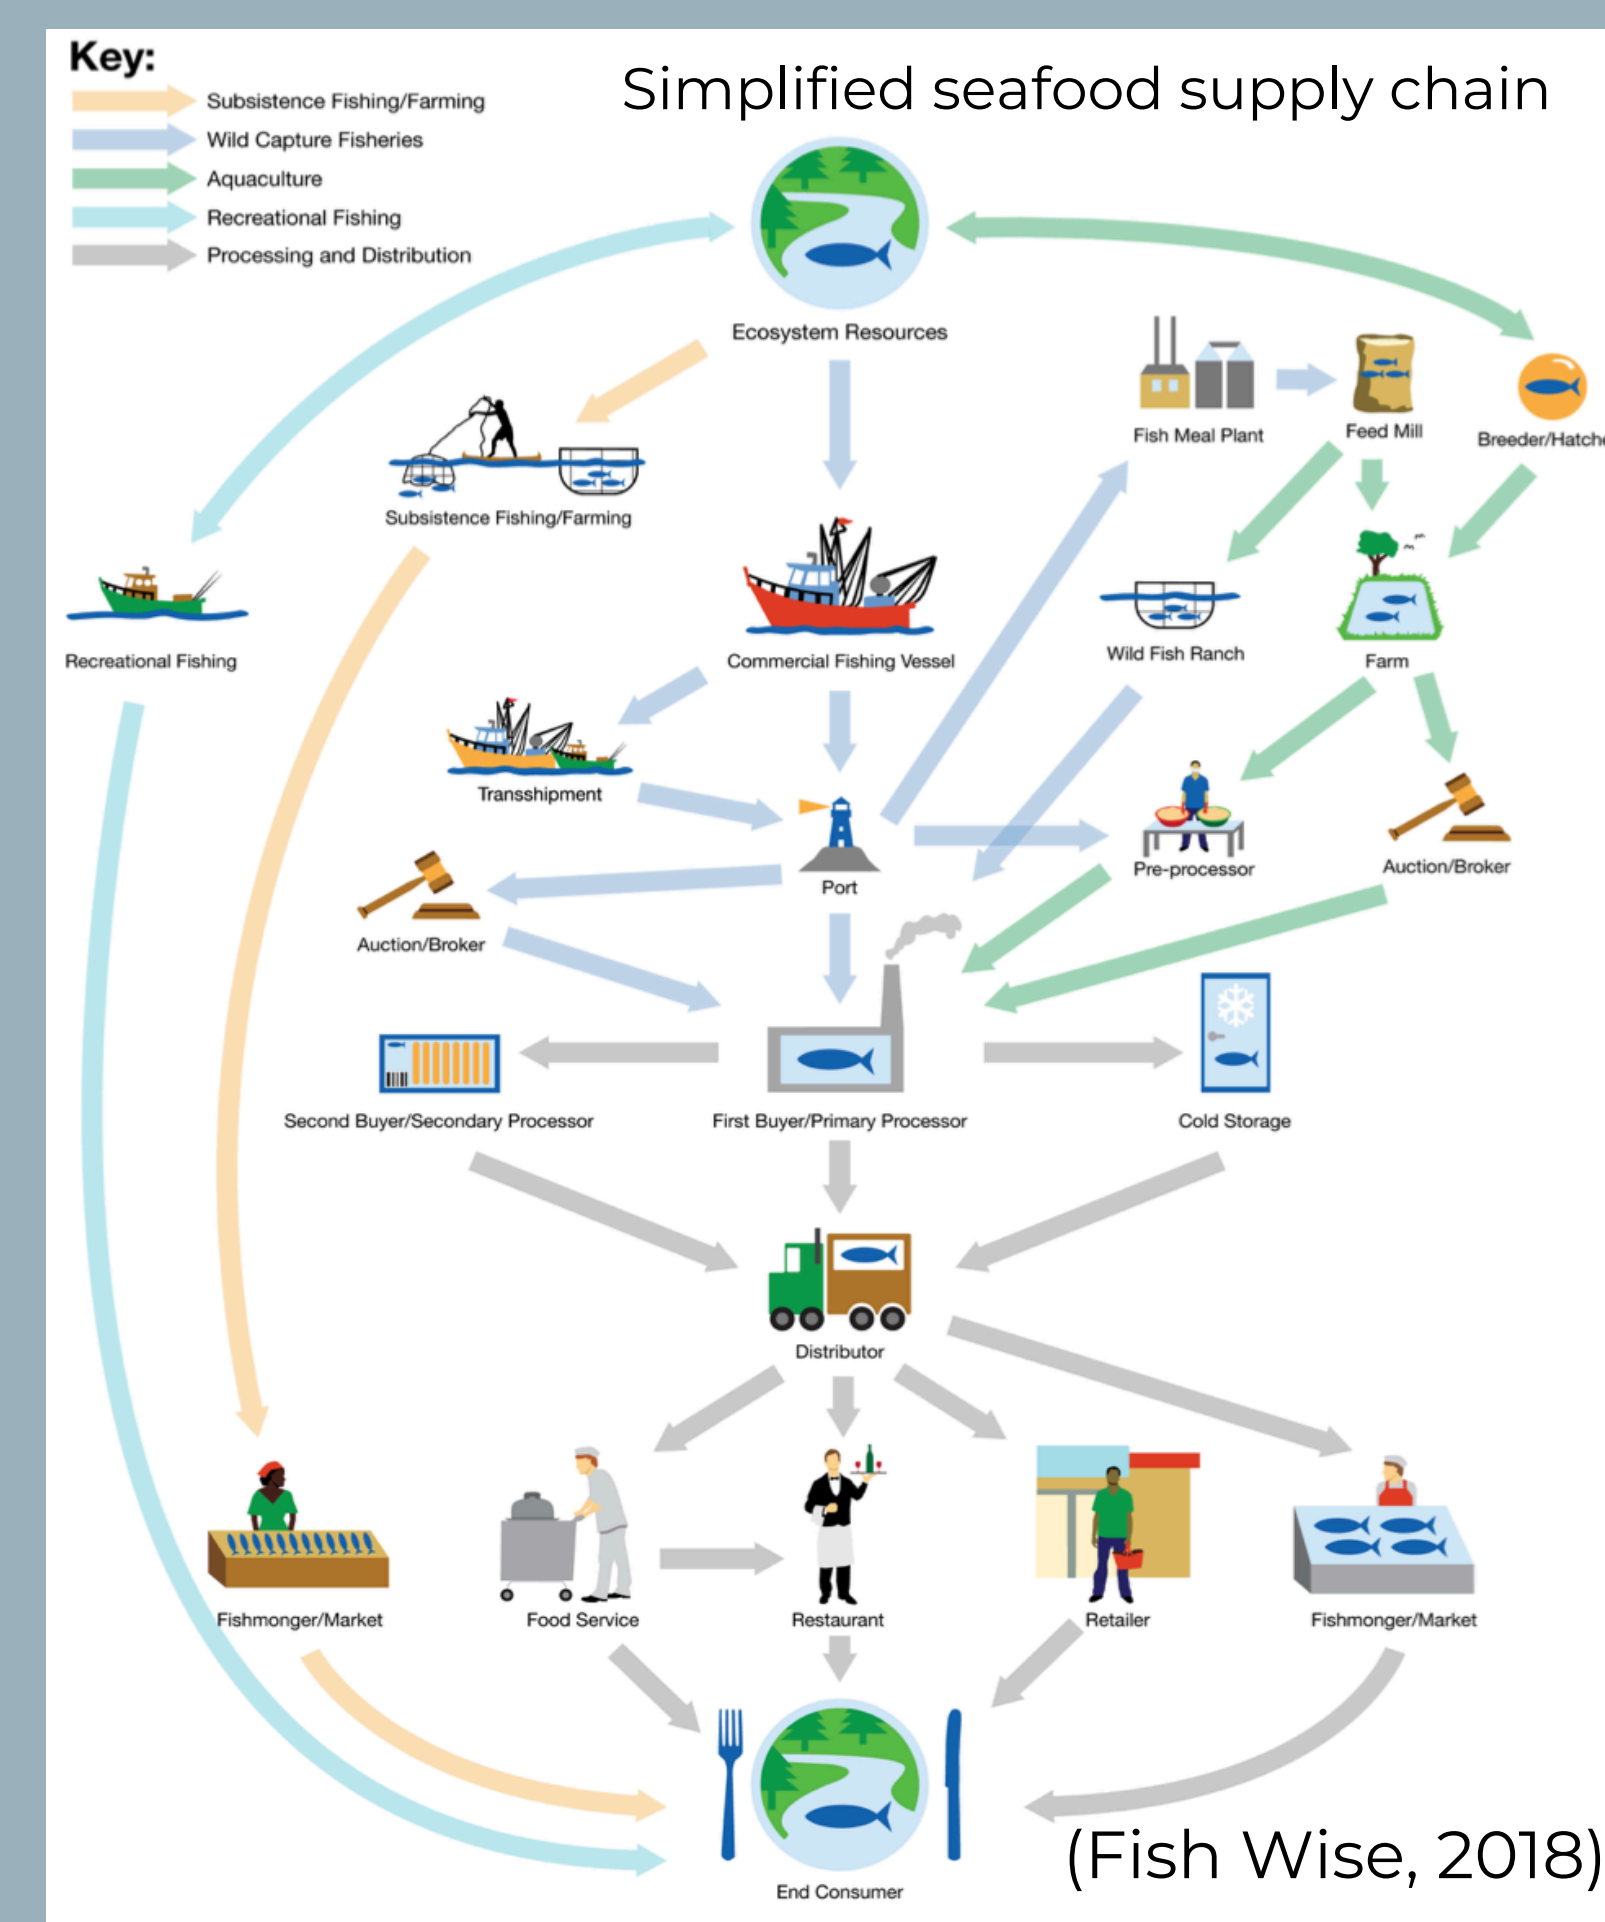 Key:
Subsistence Fishing/Farming
Wild Capture Fisheries
Aquaculture
Recreational Fishing
Processing and Distribution
Simplified seafood supply chain
Ecosystem Resources
Fish Meal Plant
Feed Mill
Breeder/Hatche
Subsistence Fishing/Farming
Recreational Fishing
Commercial Fishing Vessel
Wild Fish Ranch
Farm
Transshipment
Port
Pre-processor
Auction/Broker
Auction/Broker
Second Buyer/Secondary Processor
First Buyer/Primary Processor
Cold Storage
Distributor
Fishmonger/Market
Food Service
Restaurant
Retailer
Fishmonger/Market
(Fish Wise, 2018)
End Consumer